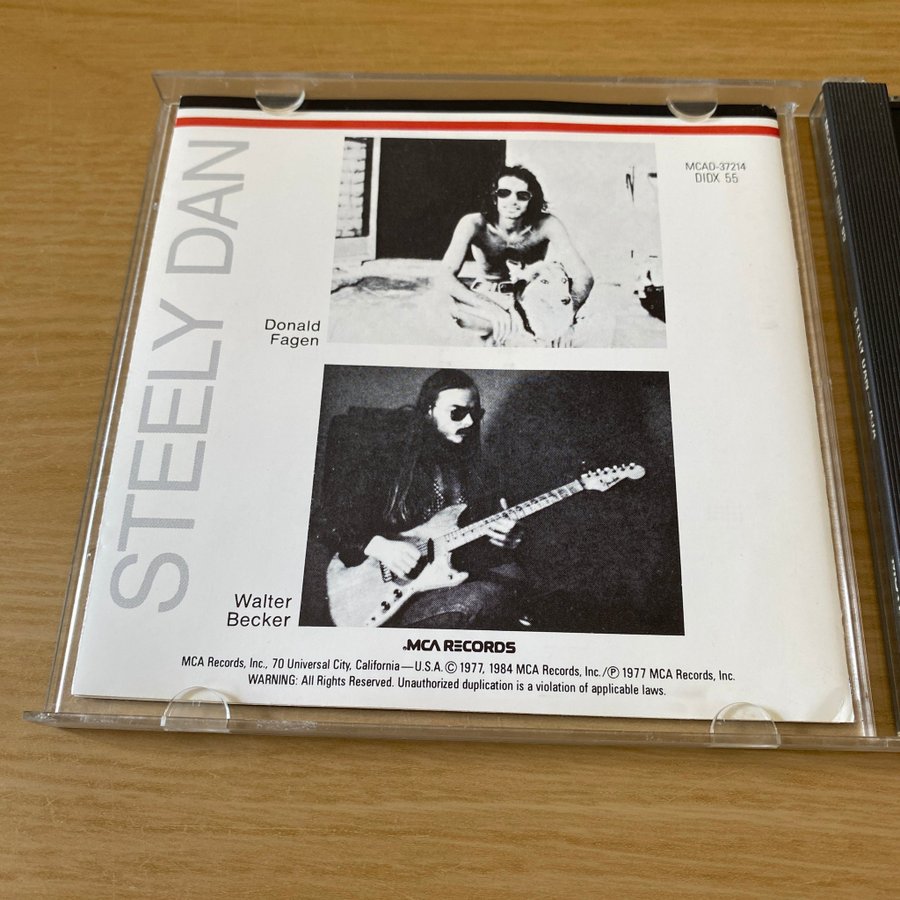 STEELY DAN
MCAD-37214
DIDX 55
Donald
Fagen
Walter
Becker
MCA RECORDS
MCA Records, Inc., 70 Universal City, California—U.S.A. © 1977, 1984 MCA Records, Inc./℗ 1977 MCA Records, Inc.
WARNING: All Rights Reserved. Unauthorized duplication is a violation of applicable laws.
STEELY DAN